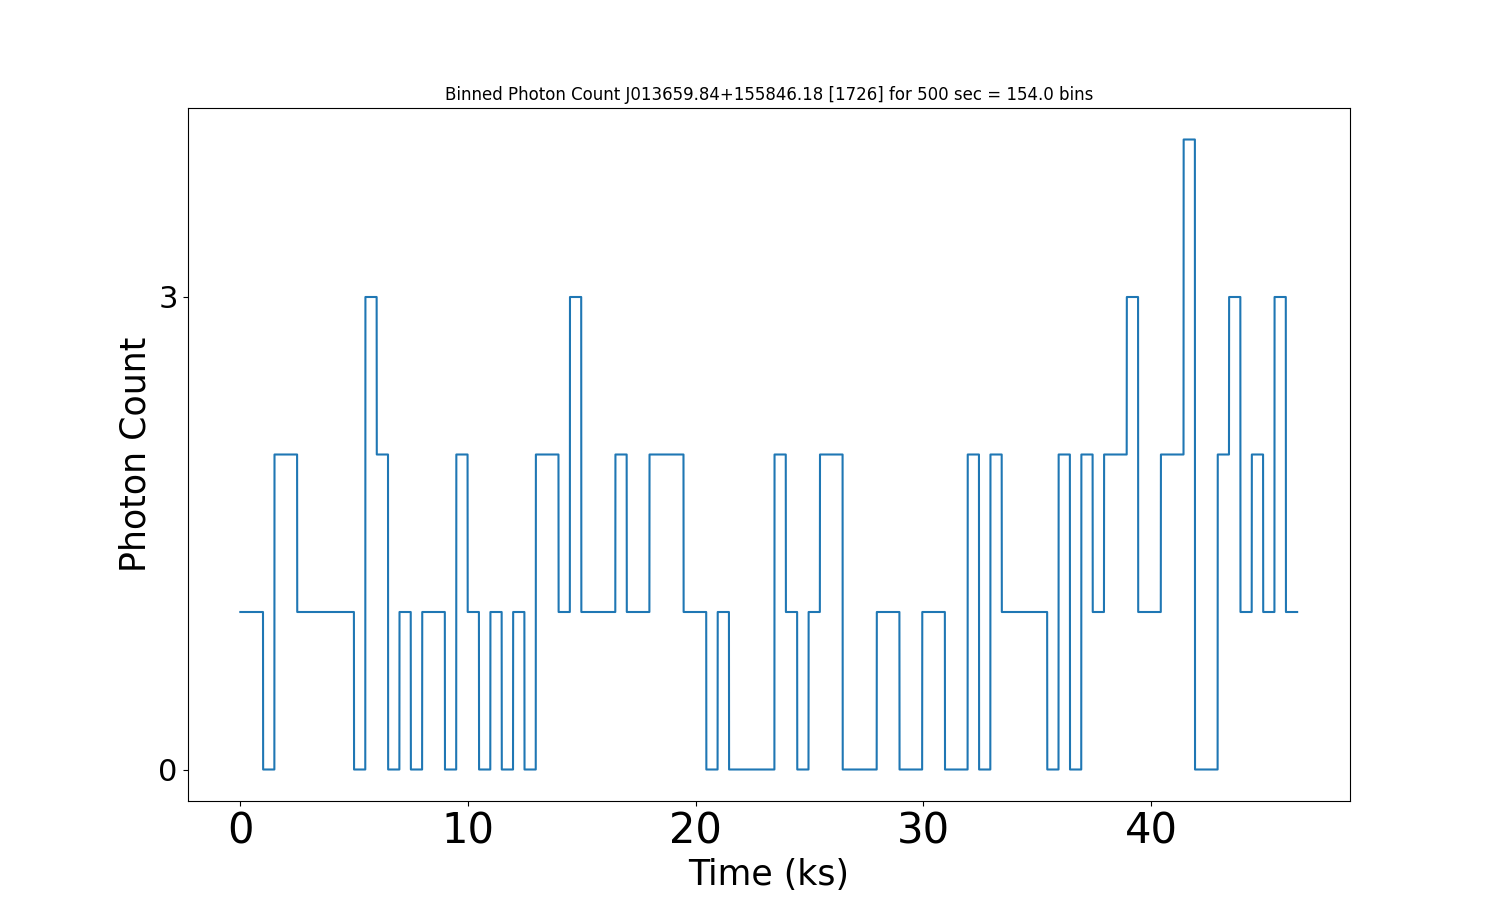 Binned Photon Count J013659.84+155846.18 [1726] for 500 sec = 154.0 bins
3
Photon Count
0
0 10 20 30 40
Time (ks)